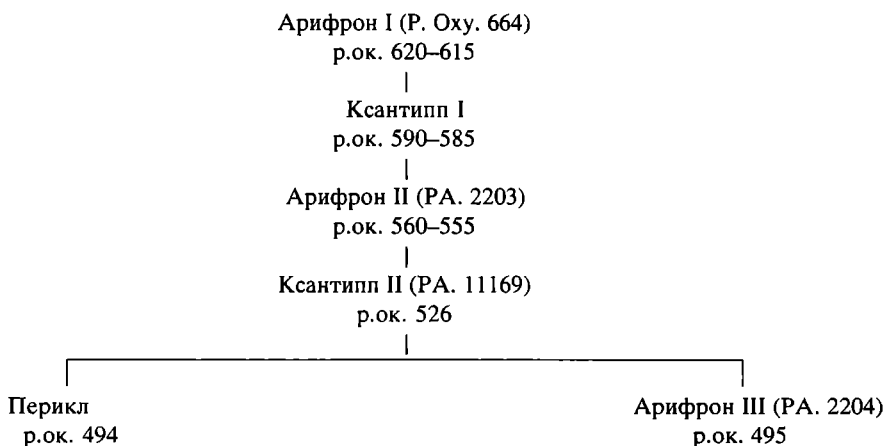 Арифрон I (P. Oxy. 664)
р.ок. 620–615
Ксантипп I
р.ок. 590–585
Арифрон II (PA. 2203)
р.ок. 560–555
Ксантипп II (PA. 11169)
р.ок. 526
Перикл Арифрон III (PA. 2204)
р.ок. 494 р.ок. 495